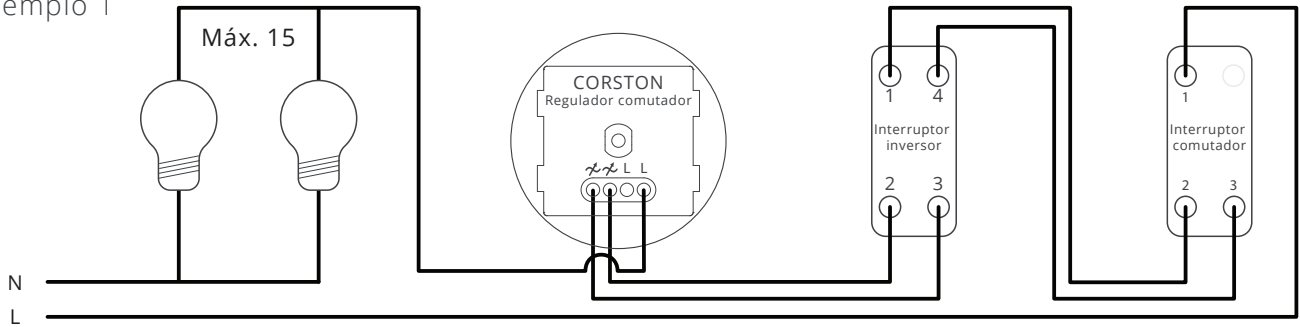 emplo 1
Máx. 15
CORSTON
Regulador comutador
L L
1 4
Interruptor
inversor
2 3
1
Interruptor
comutador
2 3
N
L